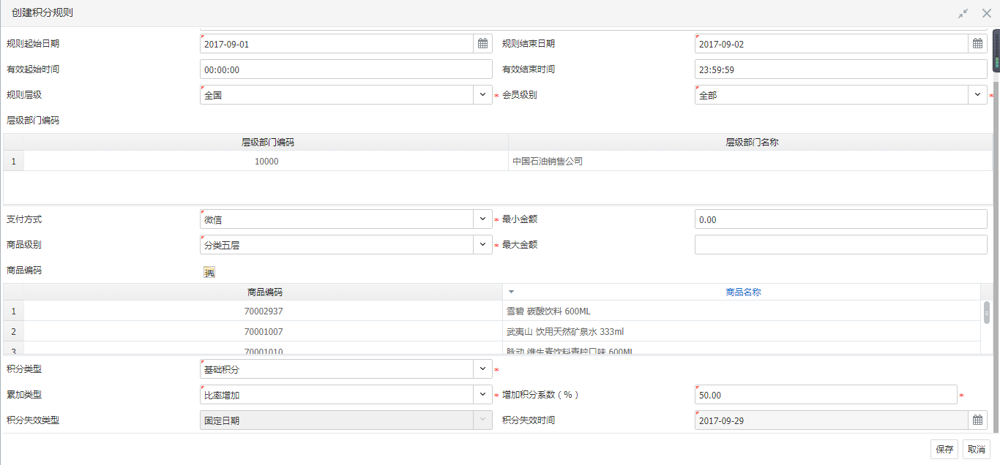 创建积分规则
规则起始日期 2017-09-01 规则结束日期 2017-09-02
有效起始时间 00:00:00 有效结束时间 23:59:59
规则层级 全国 * 会员级别 全部 *
层级部门编码
层级部门编码 层级部门名称
1 10000 中国石油销售公司
支付方式 微信 * 最小金额 0.00
商品级别 分类五层 * 最大金额
商品编码 选
商品编码 商品名称
1 70002937 雪碧 碳酸饮料 600ML
2 70001007 武夷山 饮用天然矿泉水 333ml
3 70001010 脉动 维生素饮料青柠口味 600ML
积分类型 基础积分 *
累加类型 比率增加 * 增加积分系数（%） 50.00 *
积分失效类型 固定日期 积分失效时间 2017-09-29
保存 取消